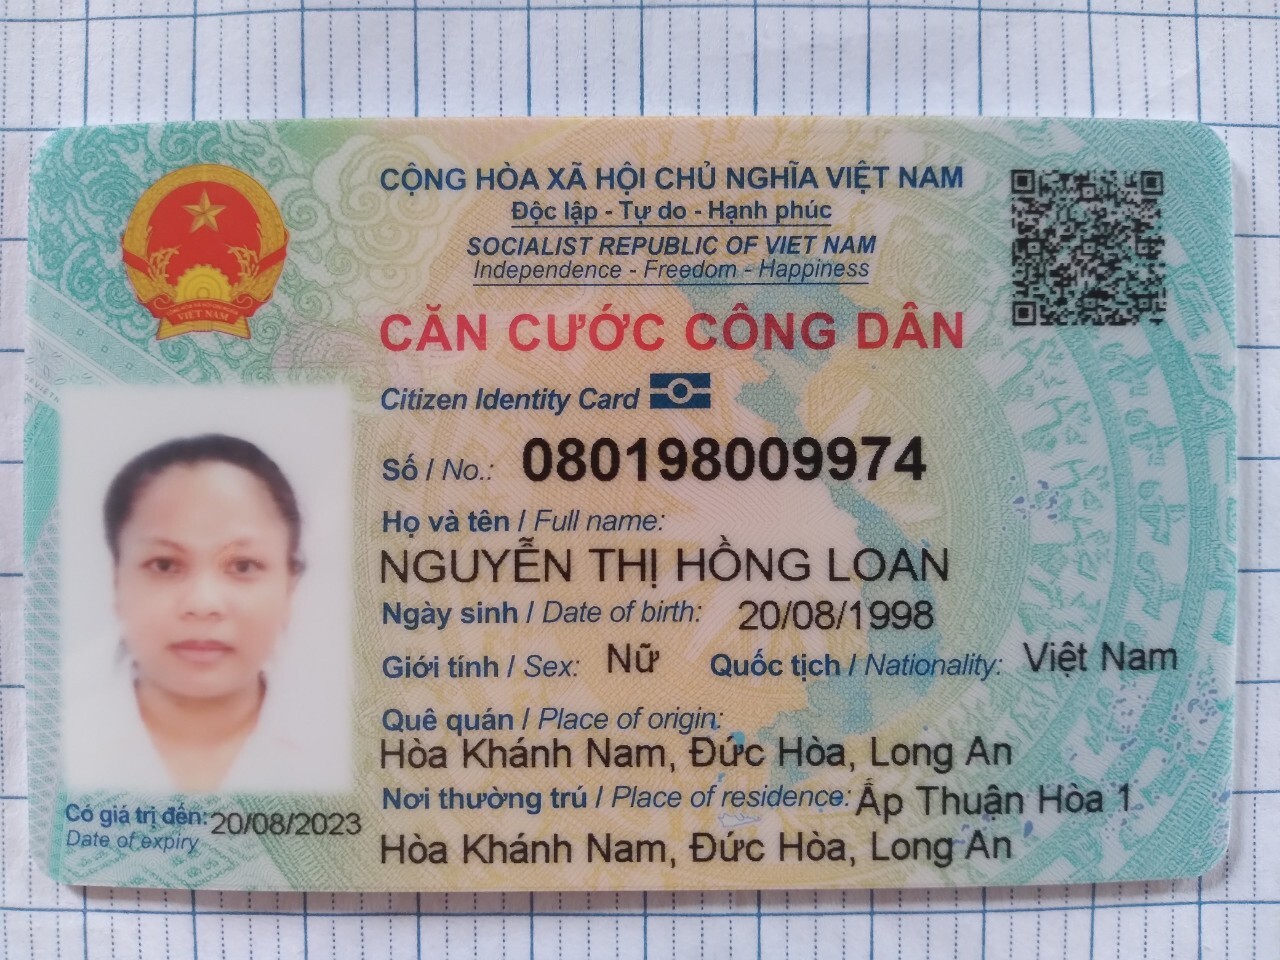 CỘNG HÒA XÃ HỘI CHỦ NGHĨA VIỆT NAM
Độc lập - Tự do - Hạnh phúc
SOCIALIST REPUBLIC OF VIET NAM
Independence - Freedom - Happiness
VIỆT NAM
CĂN CƯỚC CÔNG DÂN
Citizen Identity Card
Số / No.: 080198009974
Họ và tên / Full name:
NGUYỄN THỊ HỒNG LOAN
Ngày sinh / Date of birth: 20/08/1998
Giới tính / Sex: Nữ Quốc tịch / Nationality: Việt Nam
Quê quán / Place of origin:
Hòa Khánh Nam, Đức Hòa, Long An
Nơi thường trú / Place of residence: Ấp Thuận Hòa 1
Hòa Khánh Nam, Đức Hòa, Long An
Có giá trị đến: 20/08/2023
Date of expiry